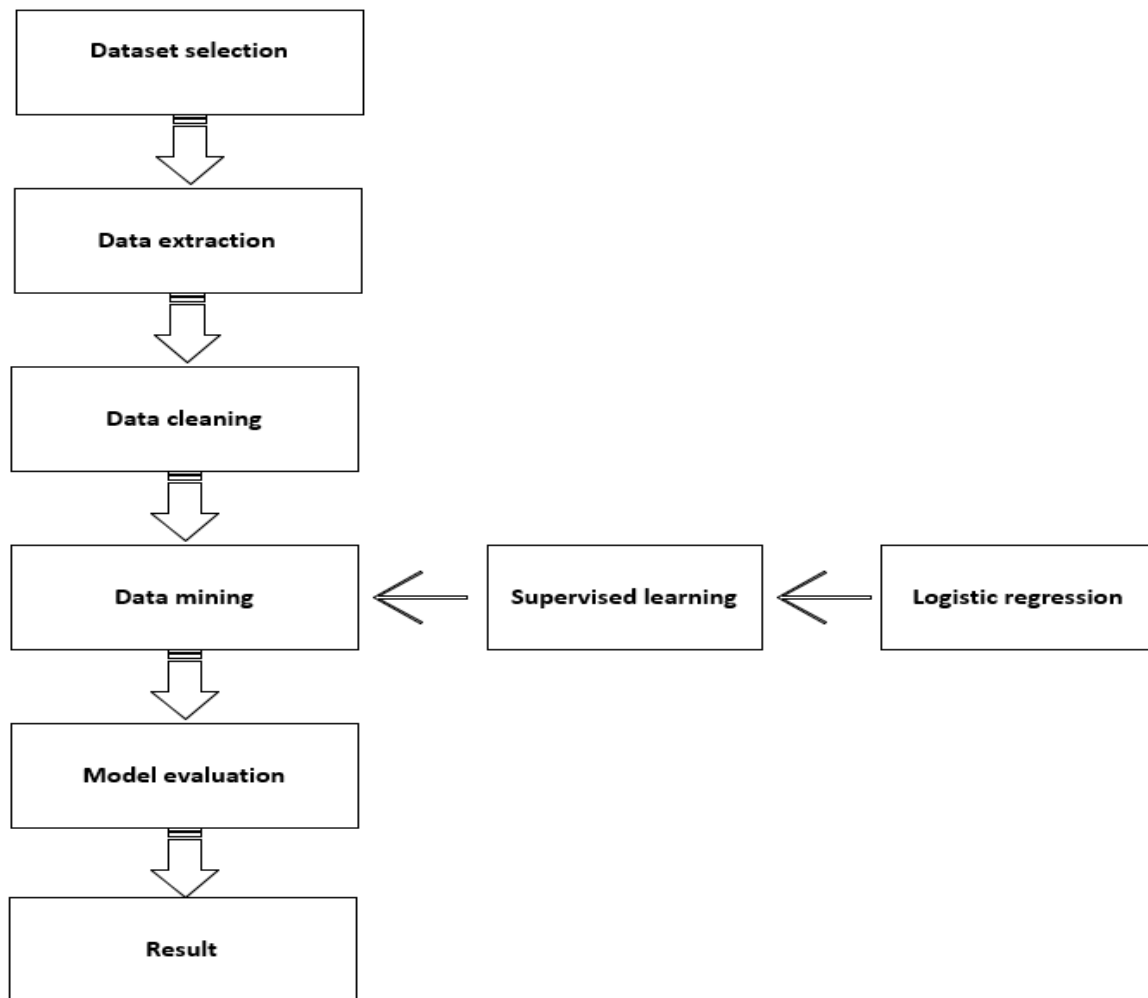 Dataset selection
Data extraction
Data cleaning
Data mining
Supervised learning
Logistic regression
Model evaluation
Result